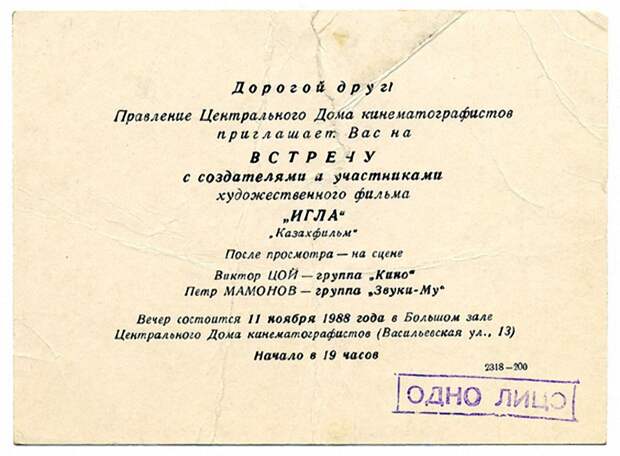 Дорогой друг!
Правление Центрального Дома кинематографистов
приглашает Вас на
ВСТРЕЧУ
с создателями а участниками
художественного фильма
„ИГЛА“
„Казахфильм“
После просмотра — на сцене
Виктор ЦОЙ — группа „Кино“
Петр МАМОНОВ — группа „Звуки-Му“
Вечер состоится 11 ноября 1988 года в Большом зале
Центрального Дома кинематографистов (Васильевская ул., 13)
Начало в 19 часов
2318—200
ОДНО ЛИЦО